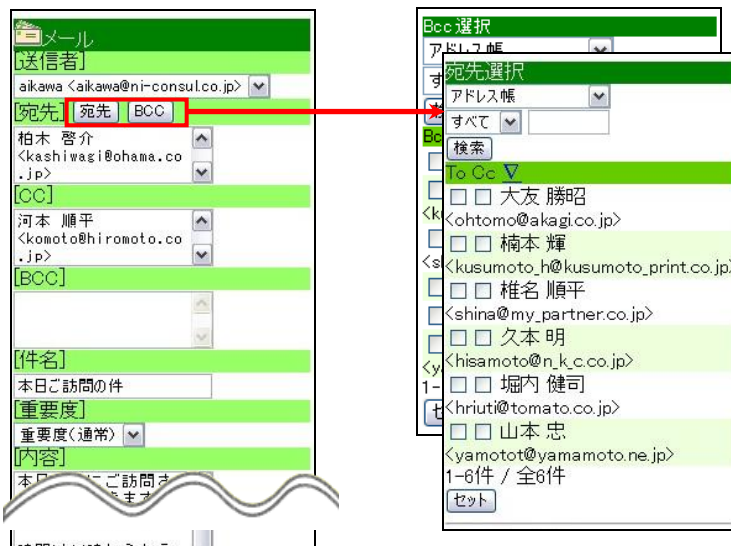 メール
[送信者]
aikawa <aikawa@ni-consul.co.jp>
[宛先] 宛先 BCC
柏木 啓介
<kashiwagi@ohama.co
.jp>
[CC]
河本 順平
<komoto@hiromoto.co
.jp>
[BCC]
[件名]
本日ご訪問の件
[重要度]
重要度(通常)
[内容]
Bcc選択
アドレス帳
宛先選択
アドレス帳
すべて
検索
To Cc ∇
大友 勝昭
<ohtomo@akagi.co.jp>
楠本 輝
<kusumoto_h@kusumoto_print.co.jp>
椎名 順平
<shina@my_partner.co.jp>
久本 明
<hisamoto@n_k_c.co.jp>
堀内 健司
<hriuti@tomato.co.jp>
山本 忠
<yamotot@yamamoto.ne.jp>
1-6件 / 全6件
セット